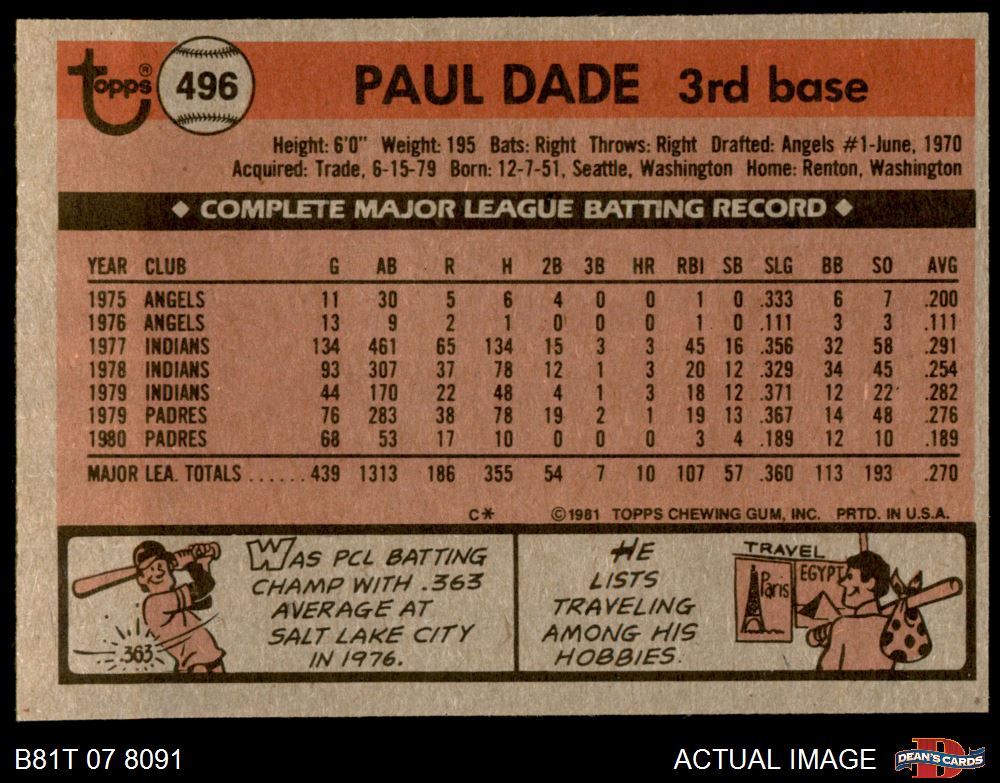 topps® 496 PAUL DADE 3rd base
Height: 6'0" Weight: 195 Bats: Right Throws: Right Drafted: Angels #1-June, 1970
Acquired: Trade, 6-15-79 Born: 12-7-51, Seattle, Washington Home: Renton, Washington
◆ COMPLETE MAJOR LEAGUE BATTING RECORD ◆
YEAR CLUB G AB R H 2B 3B HR RBI SB SLG BB SO AVG
1975 ANGELS 11 30 5 6 4 0 0 1 0 .333 6 7 .200
1976 ANGELS 13 9 2 1 0 0 0 1 0 .111 3 3 .111
1977 INDIANS 134 461 65 134 15 3 3 45 16 .356 32 58 .291
1978 INDIANS 93 307 37 78 12 1 3 20 12 .329 34 45 .254
1979 INDIANS 44 170 22 48 4 1 3 18 12 .371 12 22 .282
1979 PADRES 76 283 38 78 19 2 1 19 13 .367 14 48 .276
1980 PADRES 68 53 17 10 0 0 0 3 4 .189 12 10 .189
MAJOR LEA. TOTALS ...... 439 1313 186 355 54 7 10 107 57 .360 113 193 .270
C* ©1981 TOPPS CHEWING GUM, INC. PRTD. IN U.S.A.
WAS PCL BATTING
CHAMP WITH .363
AVERAGE AT
SALT LAKE CITY
IN 1976.
363
HE
LISTS
TRAVELING
AMONG HIS
HOBBIES.
TRAVEL
Paris
EGYPT
B81T 07 8091 ACTUAL IMAGE DEAN'S CARDS